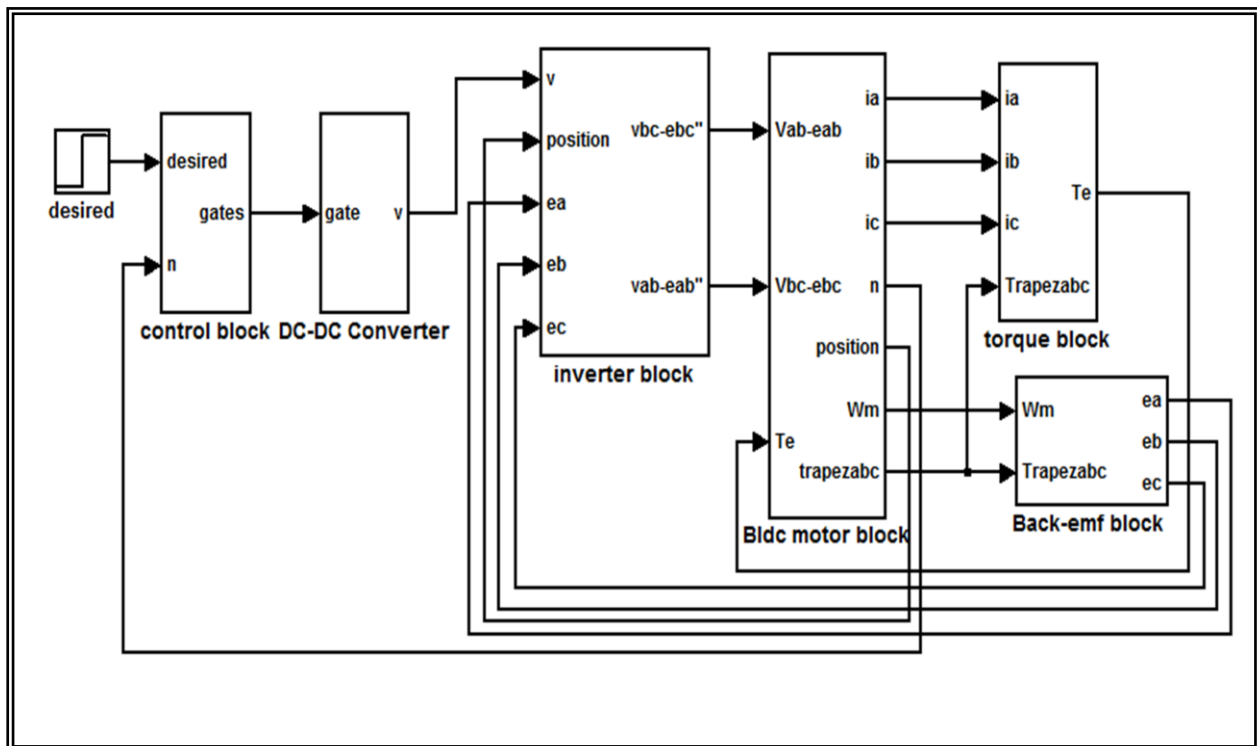 desired
desired
gates
n
control block
gate
v
DC-DC Converter
v
position
ea
eb
ec
vbc-ebc"
vab-eab"
inverter block
Vab-eab
Vbc-ebc
Te
ia
ib
ic
n
position
Wm
trapezabc
Bldc motor block
ia
ib
ic
Trapezabc
Te
torque block
Wm
Trapezabc
ea
eb
ec
Back-emf block